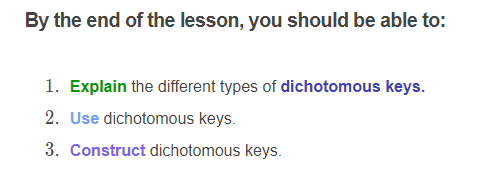 By the end of the lesson, you should be able to:
1. Explain the different types of dichotomous keys.
2. Use dichotomous keys.
3. Construct dichotomous keys.